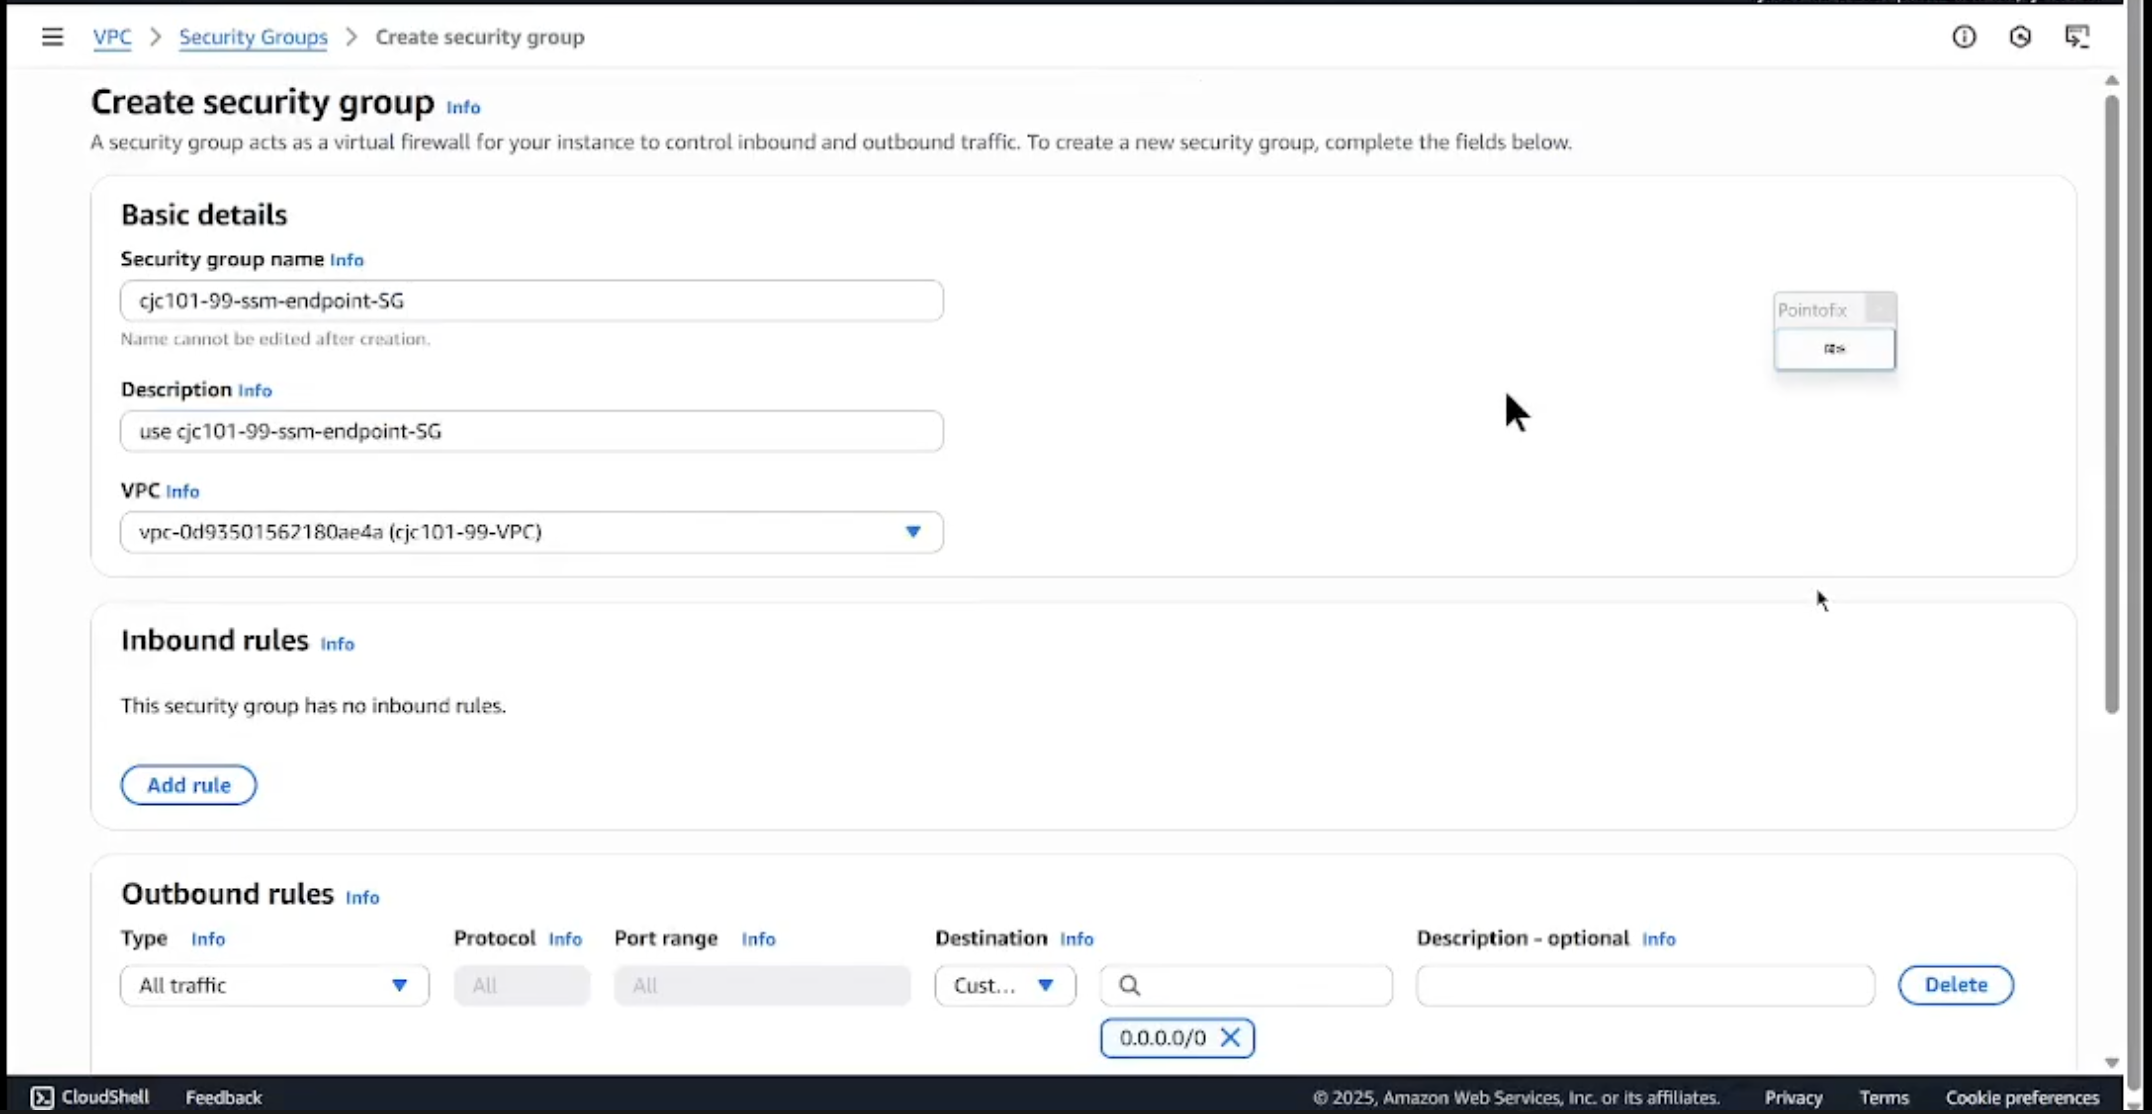 VPC > Security Groups > Create security group
Create security group Info
A security group acts as a virtual firewall for your instance to control inbound and outbound traffic. To create a new security group, complete the fields below.
Basic details
Security group name Info
cjc101-99-ssm-endpoint-SG
Name cannot be edited after creation.
Pointofix
Description Info
use cjc101-99-ssm-endpoint-SG
VPC Info
vpc-0d93501562180ae4a (cjc101-99-VPC)
Inbound rules Info
This security group has no inbound rules.
Add rule
Outbound rules Info
Type Info Protocol Info Port range Info Destination Info Description - optional Info
All traffic All All Cust... Delete
0.0.0.0/0
CloudShell Feedback © 2025, Amazon Web Services, Inc. or its affiliates. Privacy Terms Cookie preferences